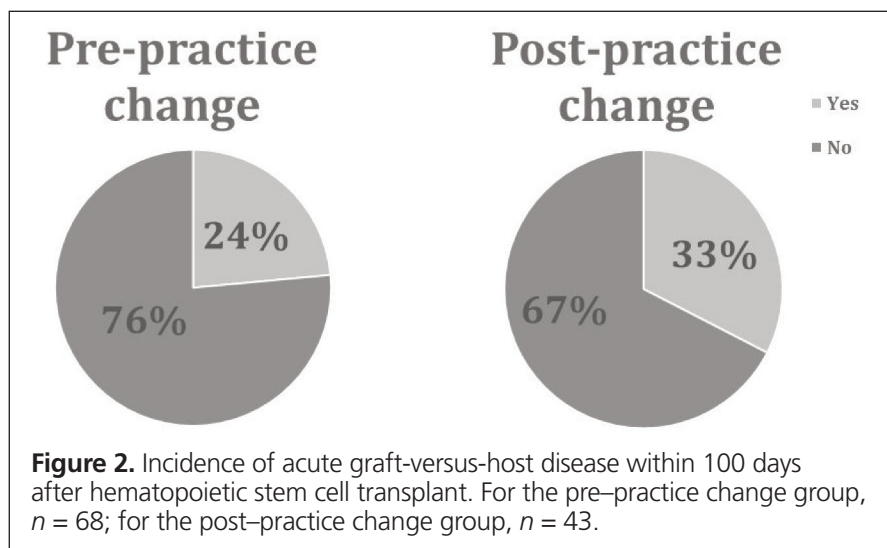 Pre-practice
change
Post-practice
change
Yes
No
24%
76%
33%
67%
Figure 2. Incidence of acute graft-versus-host disease within 100 days
after hematopoietic stem cell transplant. For the pre–practice change group,
n = 68; for the post–practice change group, n = 43.